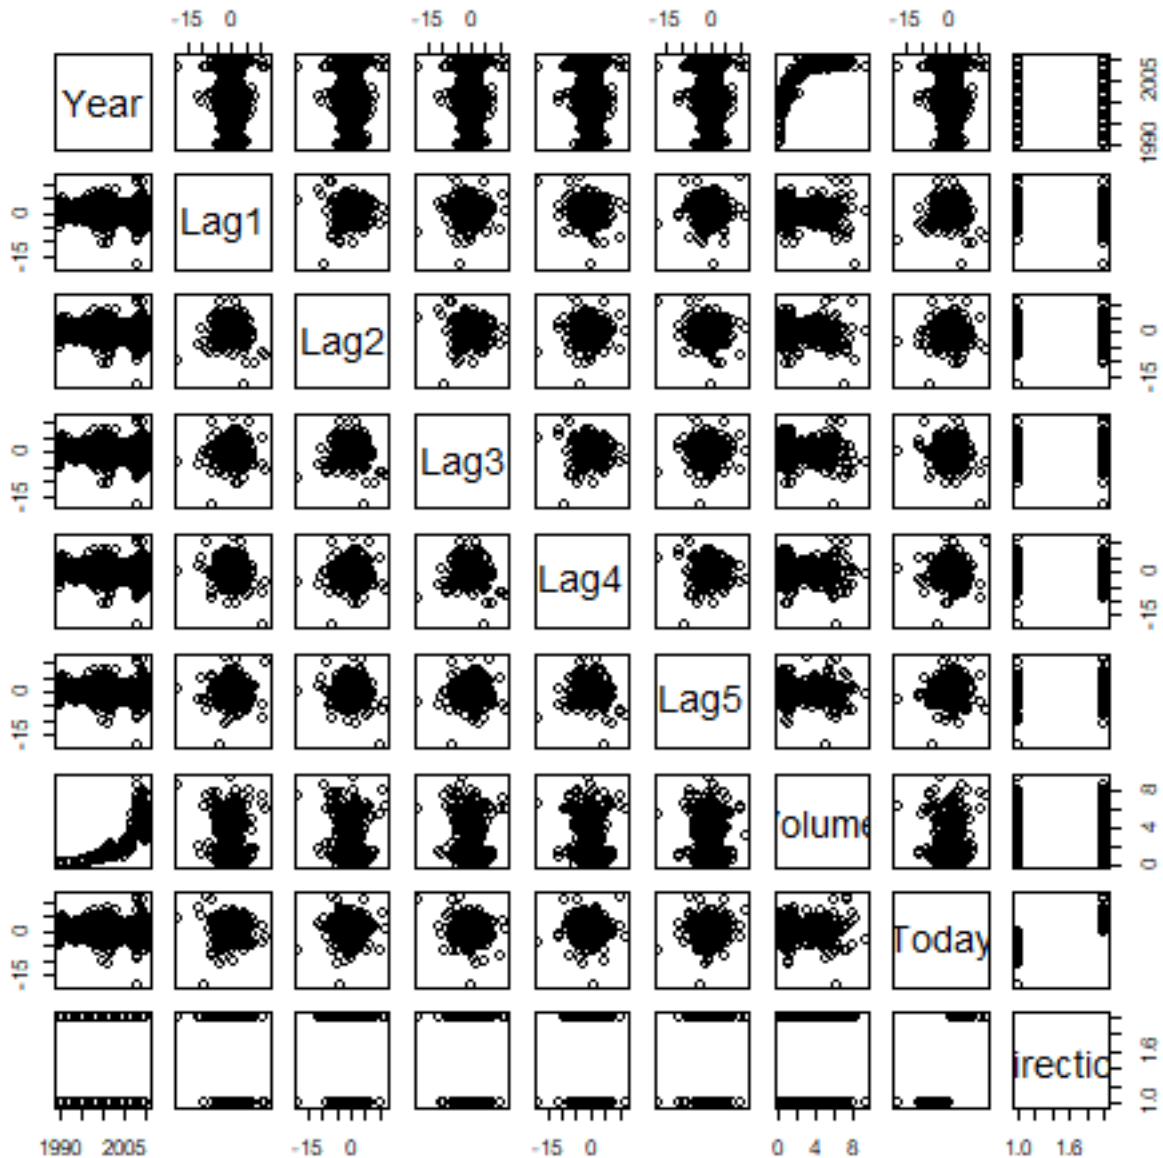 -15 0 -15 0 -15 0 -15 0
Year 1990 2005
-15 0 Lag1
Lag2 -15 0
-15 0 Lag3
Lag4 -15 0
-15 0 Lag5
Volume 0 4 8
-15 0 Today
irectio 1.0 1.6
1990 2005 -15 0 -15 0 0 4 8 1.0 1.6